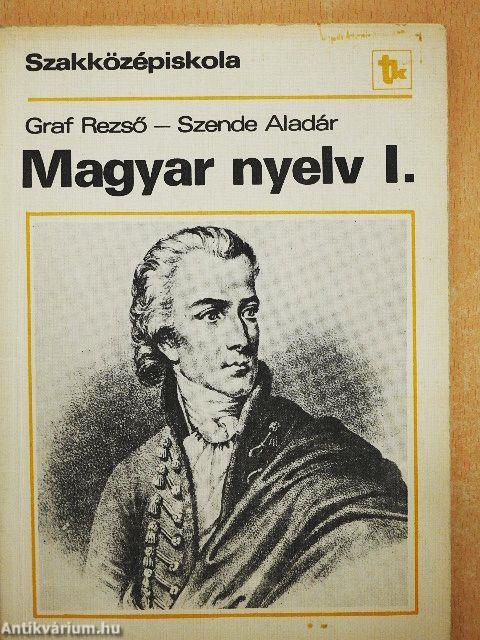 Szakközépiskola
tk
Graf Rezső – Szende Aladár
Magyar nyelv I.
Antikvárium.hu